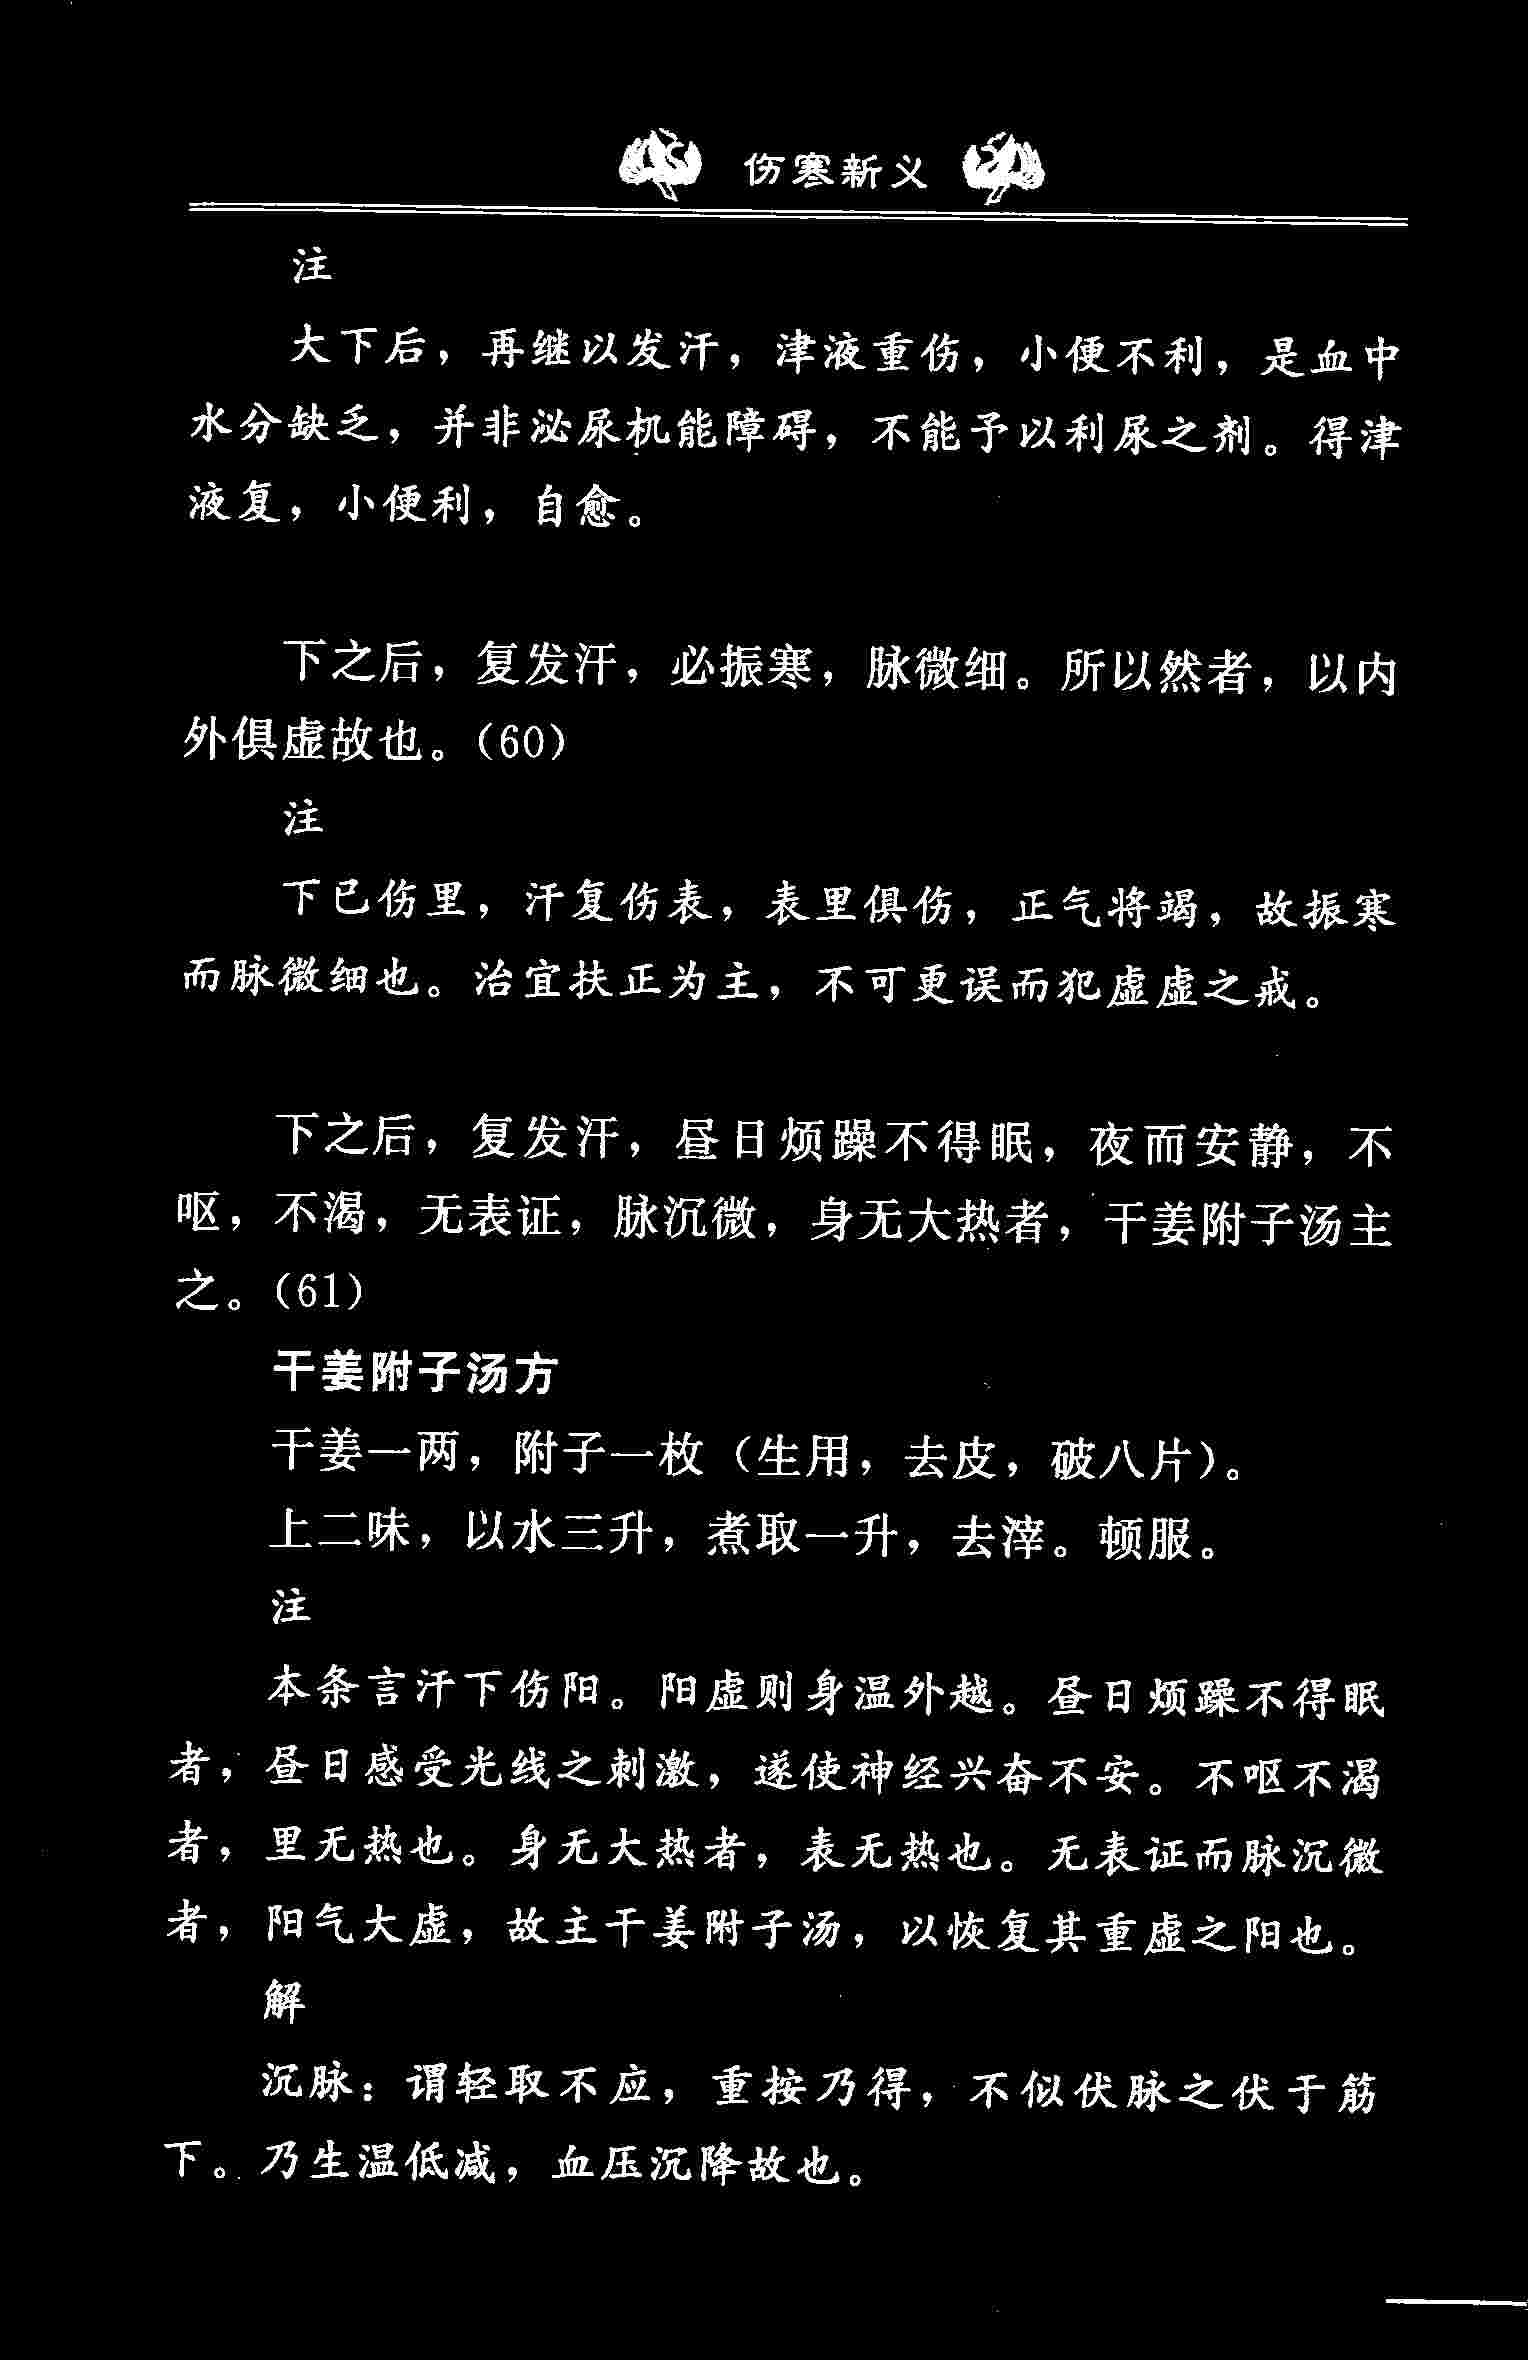 伤寒新义
注
大下后，再继以发汗，津液重伤，小便不利，是血中
水分缺乏，并非泌尿机能障碍，不能予以利尿之剂。得津
液复，小便利，自愈。
下之后，复发汗，必振寒，脉微细。所以然者，以内
外俱虚故也。(60)
注
下已伤里，汗复伤表，表里俱伤，正气将竭，故振寒
而脉微细也。治宜扶正为主，不可更误而犯虚虚之戒。
下之后，复发汗，昼日烦躁不得眠，夜而安静，不
呕，不渴，无表证，脉沉微，身无大热者，干姜附子汤主
之。(61)
干姜附子汤方
干姜一两，附子一枚（生用，去皮，破八片）。
上二味，以水三升，煮取一升，去滓。顿服。
注
本条言汗下伤阳。阳虚则身温外越。昼日烦躁不得眠
者，昼日感受光线之刺激，遂使神经兴奋不安。不呕不渴
者，里无热也。身无大热者，表无热也。无表证而脉沉微
者，阳气大虚，故主干姜附子汤，以恢复其重虚之阳也。
解
沉脉：谓轻取不应，重按乃得，不似伏脉之伏于筋
下。乃生温低减，血压沉降故也。